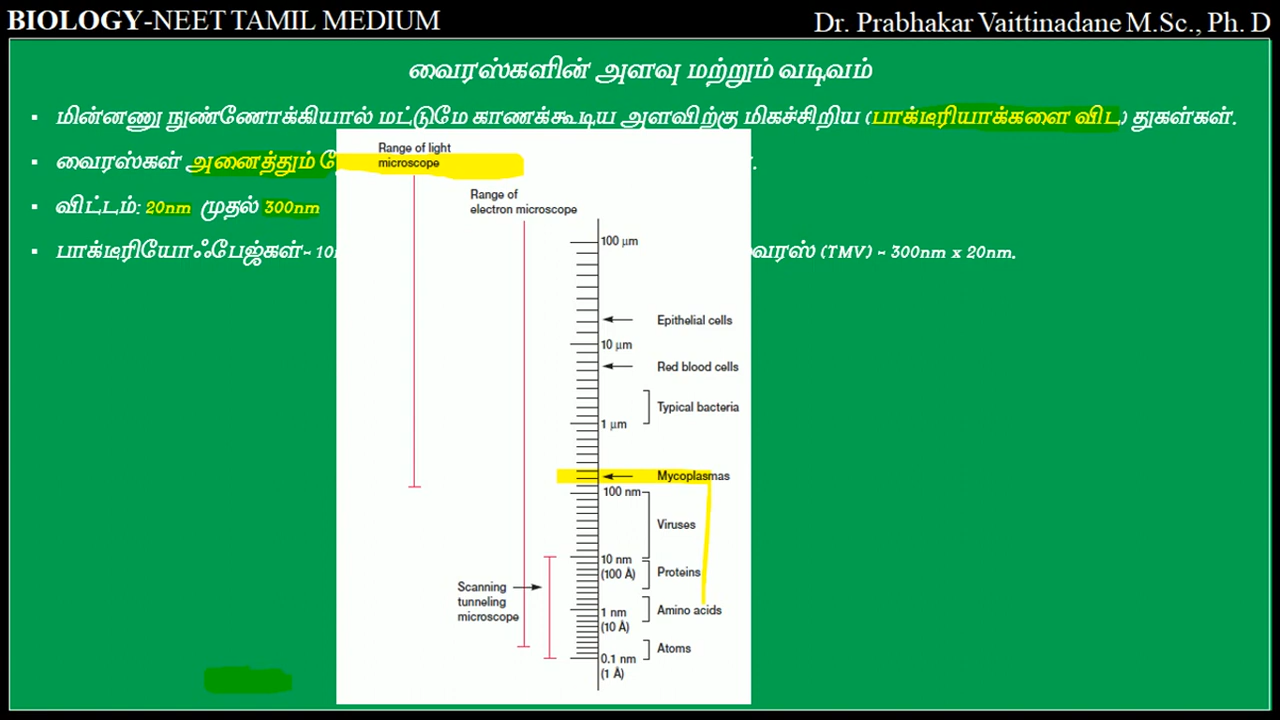 BIOLOGY-NEET TAMIL MEDIUM
Dr. Prabhakar Vaittinadane M.Sc., Ph. D
வைரஸ்களின் அளவு மற்றும் வடிவம்
▪ மின்னணு நுண்ணோக்கியால் மட்டுமே காணக்கூடிய அளவிற்கு மிகச்சிறிய (பாக்டீரியாக்களை விட) துகள்கள்.
▪ வைரஸ்கள் அனைத்தும்
▪ விட்டம்: 20nm முதல் 300nm
▪ பாக்டீரியோஃபேஜ்கள்~ (TMV) ~ 300nm x 20nm.
Range of light
microscope
Range of
electron microscope
100 µm
Epithelial cells
10 µm
Red blood cells
Typical bacteria
1 µm
Mycoplasmas
100 nm
Viruses
10 nm
(100 Å)
Proteins
Scanning
tunneling
microscope
1 nm
(10 Å)
Amino acids
Atoms
0.1 nm
(1 Å)